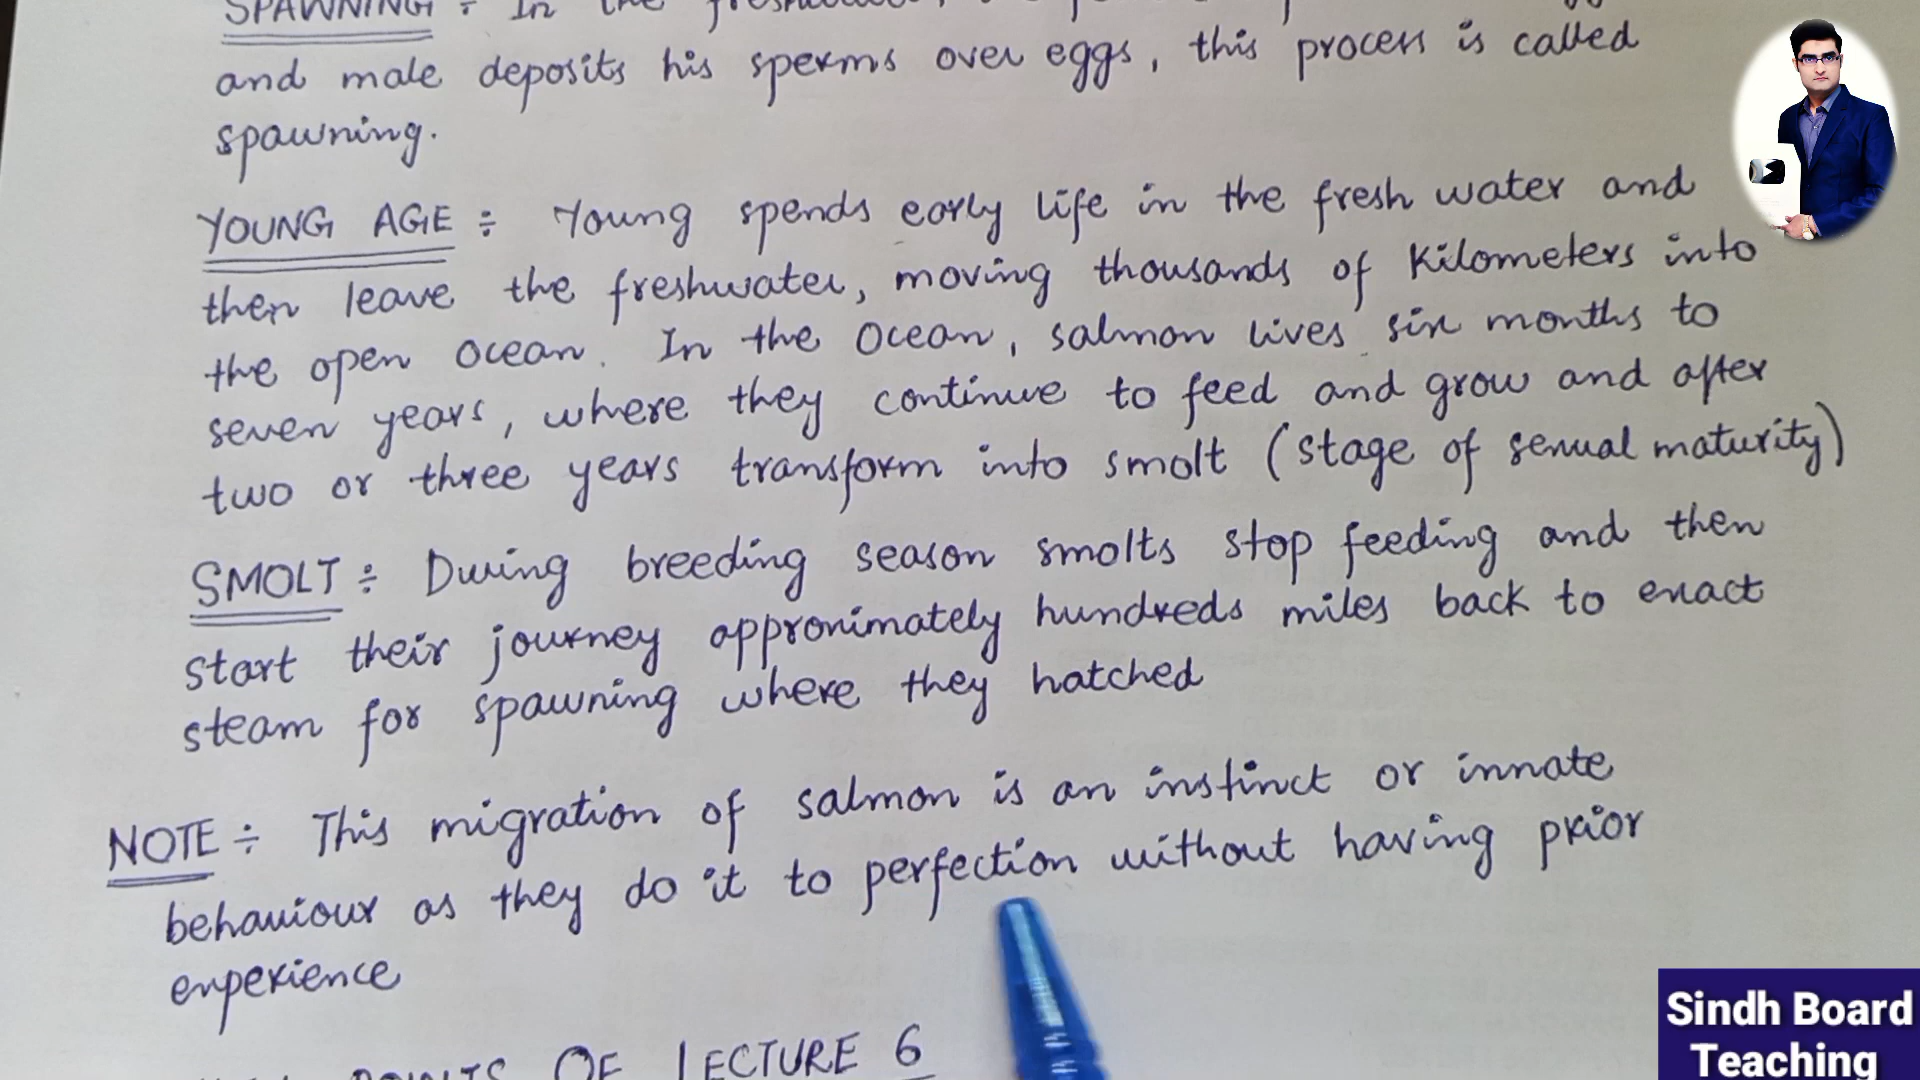 SPAWNING ÷ In the
and male deposits his sperms over eggs, this process is called
spawning.
YOUNG AGE ÷ Young spends early life in the fresh water and
then leave the freshwater, moving thousands of Kilometers into
the open ocean. In the Ocean, salmon lives six months to
seven years, where they continue to feed and grow and after
two or three years transform into smolt (stage of sexual maturity)
SMOLT ÷ During breeding season smolts stop feeding and then
start their journey approximately hundreds miles back to exact
steam for spawning where they hatched
NOTE ÷ This migration of salmon is an instinct or innate
behaviour as they do it to perfection without having prior
experience
POINTS OF LECTURE 6
Sindh Board
Teaching